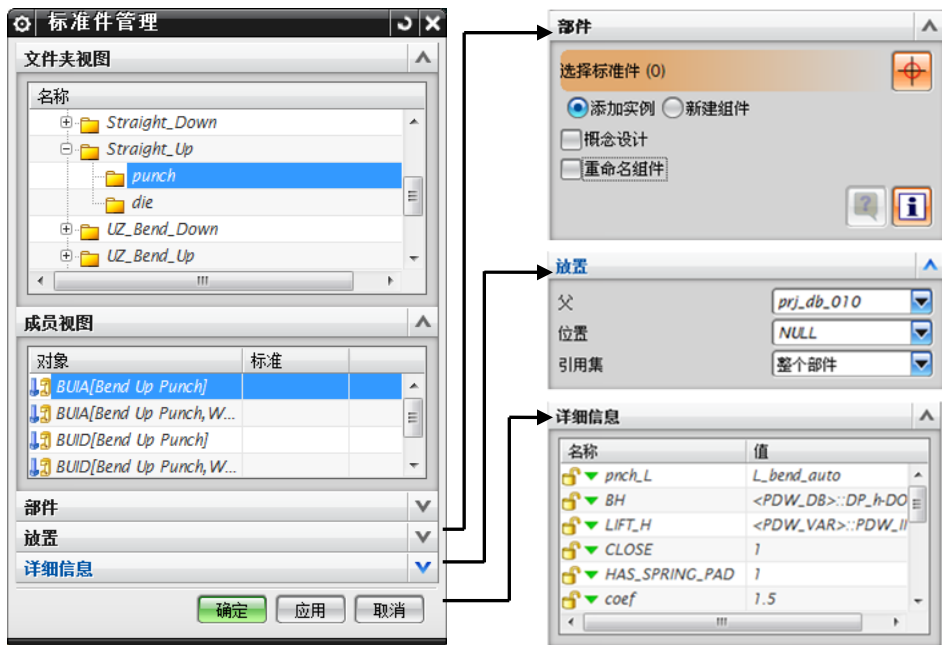 标准件管理
文件夹视图
名称
Straight_Down
Straight_Up
punch
die
UZ_Bend_Down
UZ_Bend_Up
成员视图
对象 标准
BUIA[Bend Up Punch]
BUIA[Bend Up Punch,W...
BUID[Bend Up Punch]
BUID[Bend Up Punch,W...
部件
放置
详细信息
确定 应用 取消
部件
选择标准件 (0)
添加实例 新建组件
概念设计
重命名组件
放置
父 prj_db_010
位置 NULL
引用集 整个部件
详细信息
名称 值
pnch_L L_bend_auto
BH <PDW_DB>::DP_h-DO
LIFT_H <PDW_VAR>::PDW_
CLOSE 1
HAS_SPRING_PAD 1
coef 1.5